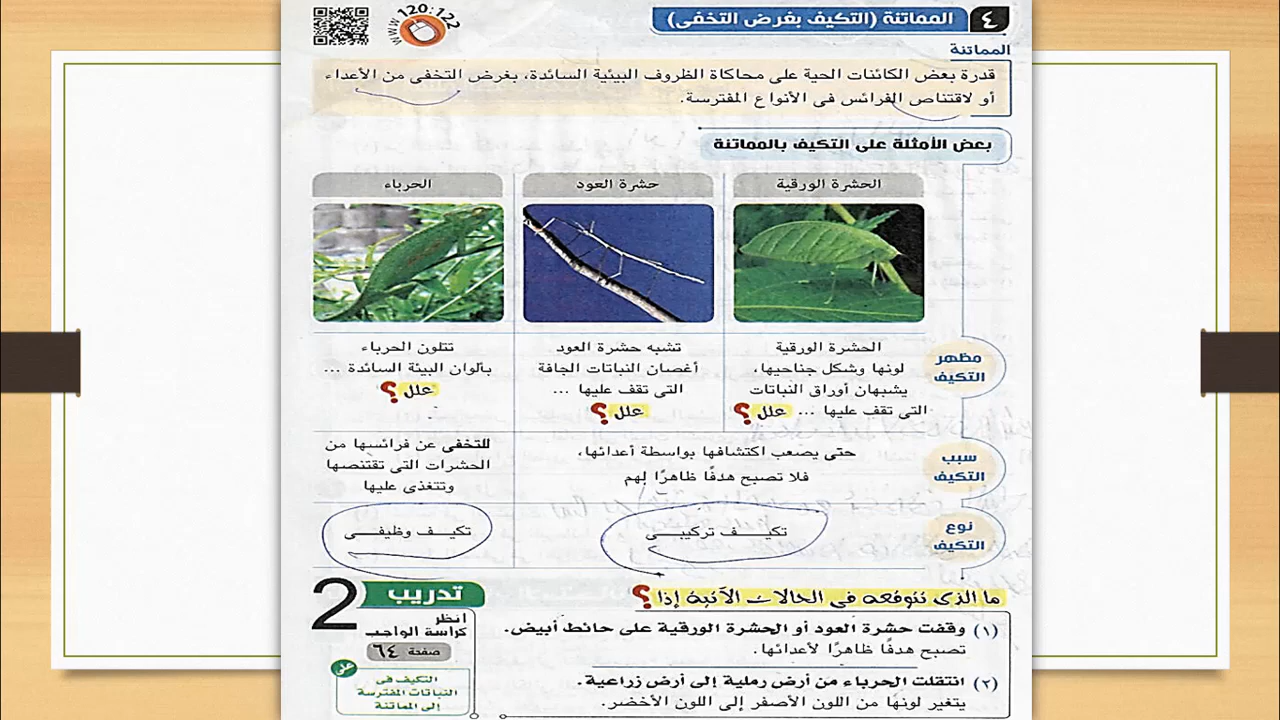 ٤ المماتنة (التكيف بغرض التخفى)
WWW 120:122
المماتنة
قدرة بعض الكائنات الحية على محاكاة الظروف البيئية السائدة، بغرض التخفى من الأعداء
أو لاقتناص الفرائس فى الأنواع المفترسة.
بعض الأمثلة على التكيف بالمماتنة
الحشرة الورقية
حشرة العود
الحرباء
مظهر
التكيف
الحشرة الورقية
لونها وشكل جناحيها،
يشبهان أوراق النباتات
التى تقف عليها ... علل ؟
تشبه حشرة العود
أغصان النباتات الجافة
التى تقف عليها ...
علل ؟
تتلون الحرباء
بألوان البيئة السائدة ...
علل ؟
سبب
التكيف
حتى يصعب اكتشافها بواسطة أعدائها،
فلا تصبح هدفًا ظاهرًا لهم
للتخفى عن فرائسها من
الحشرات التى تقتنصها
وتتغذى عليها
نوع
التكيف
تكيـــف تركيبـــى
تكيـــف وظيفـــى
ما الذى تتوقعه فى الحالات الآتية إذا ؟
(١) وقفت حشرة العود أو الحشرة الورقية على حائط أبيض.
تصبح هدفًا ظاهرًا لأعدائها.
(٢) انتقلت الحرباء من أرض رملية إلى أرض زراعية.
يتغير لونها من اللون الأصفر إلى اللون الأخضر.
تدريب 2
انظر
كراسة الواجب
صفحة ٦٤
على
التكيف فى
النباتات المفترسة
إلى المماتنة